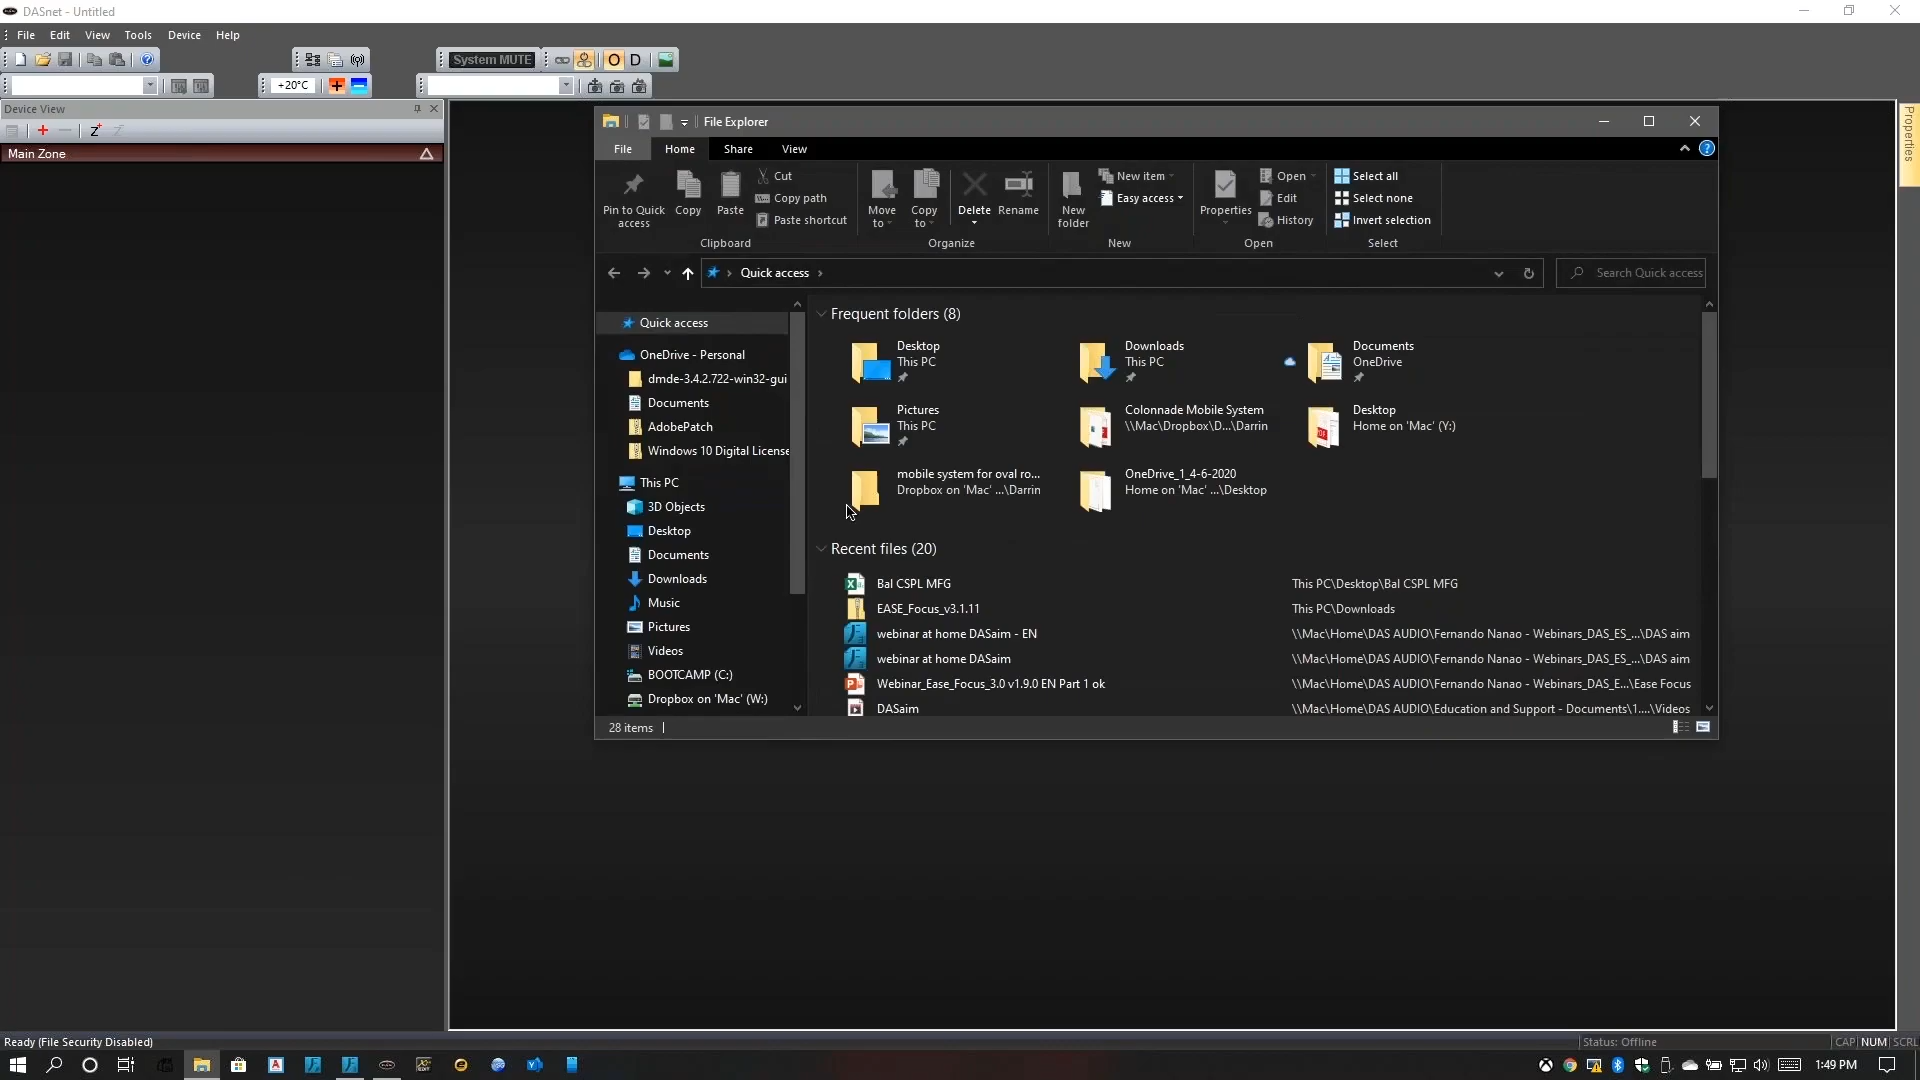 DASnet - Untitled
File Edit View Tools Device Help
System MUTE O D
+20°C
Device View
Main Zone
Properties
File Explorer
File Home Share View
Pin to Quick access
Copy
Paste
Cut
Copy path
Paste shortcut
Clipboard
Move to
Copy to
Delete
Rename
Organize
New folder
New item
Easy access
New
Properties
Open
Edit
History
Open
Select all
Select none
Invert selection
Select
Quick access
Search Quick access
Quick access
OneDrive - Personal
dmde-3.4.2.722-win32-gui
Documents
AdobePatch
Windows 10 Digital License
This PC
3D Objects
Desktop
Documents
Downloads
Music
Pictures
Videos
BOOTCAMP (C:)
Dropbox on 'Mac' (W:)
Frequent folders (8)
Desktop
This PC
Downloads
This PC
Documents
OneDrive
Pictures
This PC
Colonnade Mobile System
\\Mac\Dropbox\D...\Darrin
Desktop
Home on 'Mac' (Y:)
mobile system for oval ro...
Dropbox on 'Mac' ...\Darrin
OneDrive_1_4-6-2020
Home on 'Mac' ...\Desktop
Recent files (20)
Bal CSPL MFG This PC\Desktop\Bal CSPL MFG
EASE_Focus_v3.1.11 This PC\Downloads
webinar at home DASaim - EN \\Mac\Home\DAS AUDIO\Fernando Nanao - Webinars_DAS_ES_...\DAS aim
webinar at home DASaim \\Mac\Home\DAS AUDIO\Fernando Nanao - Webinars_DAS_ES_...\DAS aim
Webinar_Ease_Focus_3.0 v1.9.0 EN Part 1 ok \\Mac\Home\DAS AUDIO\Fernando Nanao - Webinars_DAS_E...\Ease Focus
DASaim \\Mac\Home\DAS AUDIO\Education and Support - Documents\1....\Videos
28 items
Ready (File Security Disabled) Status: Offline CAP NUM SCRL
1:49 PM